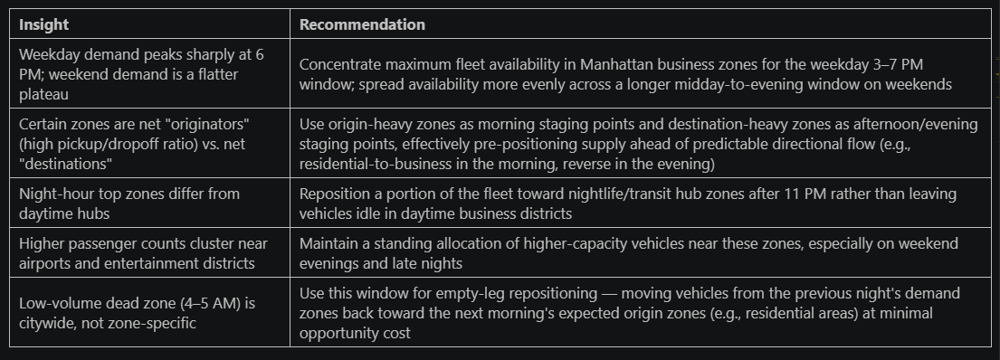 Insight
Recommendation
Weekday demand peaks sharply at 6
PM; weekend demand is a flatter
plateau
Concentrate maximum fleet availability in Manhattan business zones for the weekday 3–7 PM
window; spread availability more evenly across a longer midday-to-evening window on weekends
Certain zones are net "originators"
(high pickup/dropoff ratio) vs. net
"destinations"
Use origin-heavy zones as morning staging points and destination-heavy zones as afternoon/evening
staging points, effectively pre-positioning supply ahead of predictable directional flow (e.g.,
residential-to-business in the morning, reverse in the evening)
Night-hour top zones differ from
daytime hubs
Reposition a portion of the fleet toward nightlife/transit hub zones after 11 PM rather than leaving
vehicles idle in daytime business districts
Higher passenger counts cluster near
airports and entertainment districts
Maintain a standing allocation of higher-capacity vehicles near these zones, especially on weekend
evenings and late nights
Low-volume dead zone (4–5 AM) is
citywide, not zone-specific
Use this window for empty-leg repositioning — moving vehicles from the previous night's demand
zones back toward the next morning's expected origin zones (e.g., residential areas) at minimal
opportunity cost